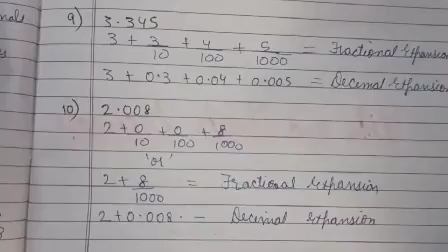 9) 3.345
3 + 3/10 + 4/100 + 5/1000 = Fractional Expansion
3 + 0.3 + 0.04 + 0.005 = Decimal Expansion
10) 2.008
2 + 0/10 + 0/100 + 8/1000
'or'
2 + 8/1000 = Fractional Expansion
2 + 0.008. - Decimal Expansion